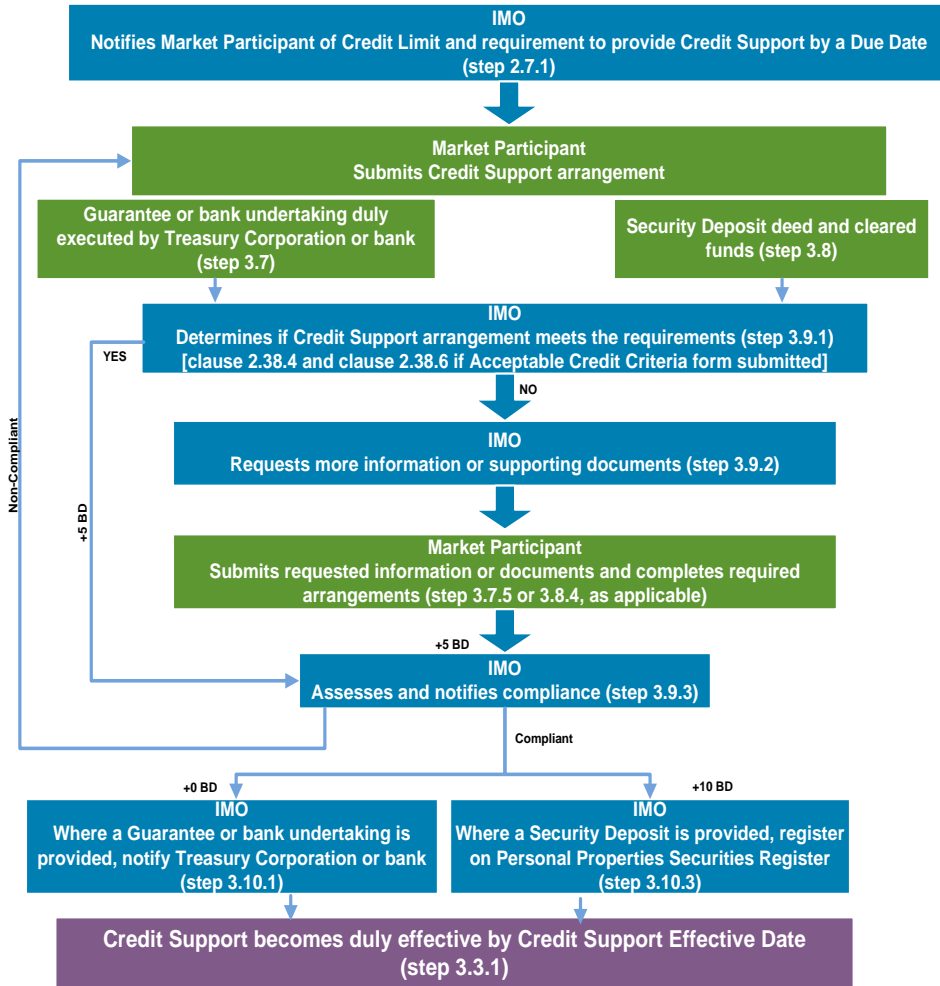 IMO
Notifies Market Participant of Credit Limit and requirement to provide Credit Support by a Due Date
(step 2.7.1)
Market Participant
Submits Credit Support arrangement
Guarantee or bank undertaking duly
executed by Treasury Corporation or bank
(step 3.7)
Security Deposit deed and cleared
funds (step 3.8)
IMO
Determines if Credit Support arrangement meets the requirements (step 3.9.1)
[clause 2.38.4 and clause 2.38.6 if Acceptable Credit Criteria form submitted]
YES
NO
IMO
Requests more information or supporting documents (step 3.9.2)
Non-Compliant
+5 BD
Market Participant
Submits requested information or documents and completes required
arrangements (step 3.7.5 or 3.8.4, as applicable)
+5 BD
IMO
Assesses and notifies compliance (step 3.9.3)
Compliant
+0 BD
+10 BD
IMO
Where a Guarantee or bank undertaking is
provided, notify Treasury Corporation or bank
(step 3.10.1)
IMO
Where a Security Deposit is provided, register
on Personal Properties Securities Register
(step 3.10.3)
Credit Support becomes duly effective by Credit Support Effective Date
(step 3.3.1)